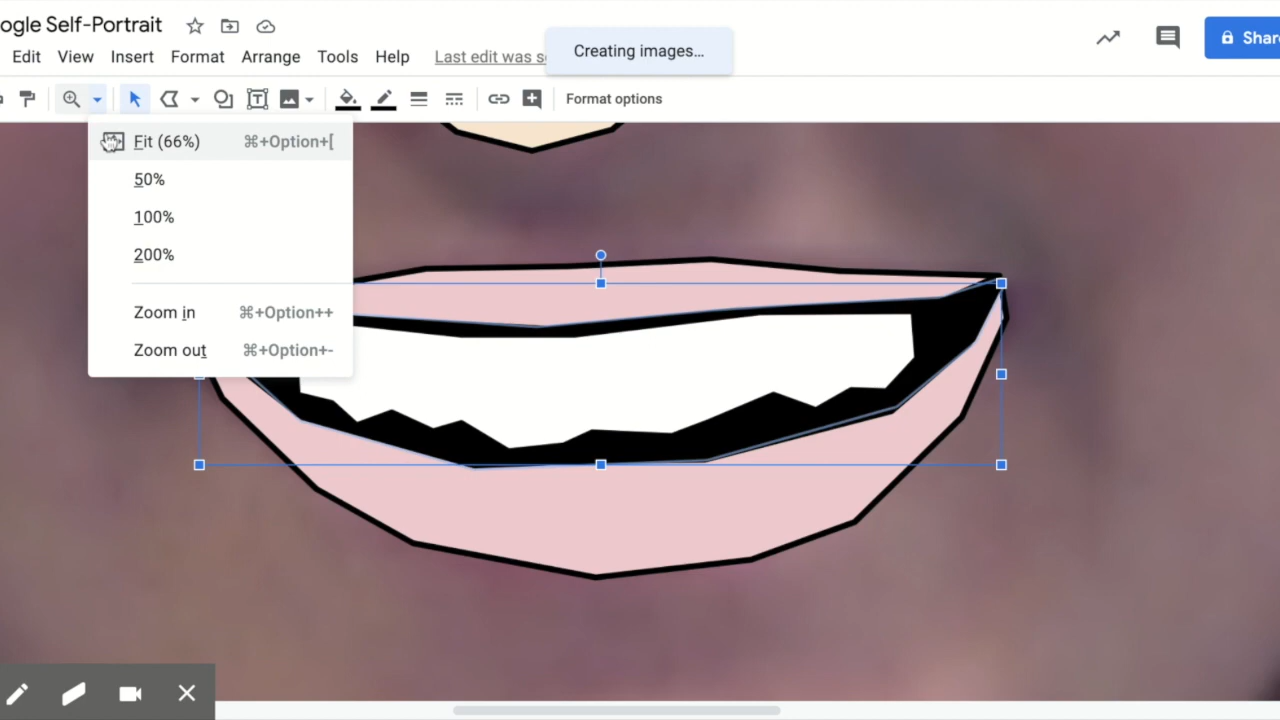 ogle Self-Portrait
Creating images...
Edit View Insert Format Arrange Tools Help Last edit was s
Shar
Format options
Fit (66%) ⌘+Option+[
50%
100%
200%
Zoom in ⌘+Option++
Zoom out ⌘+Option+-